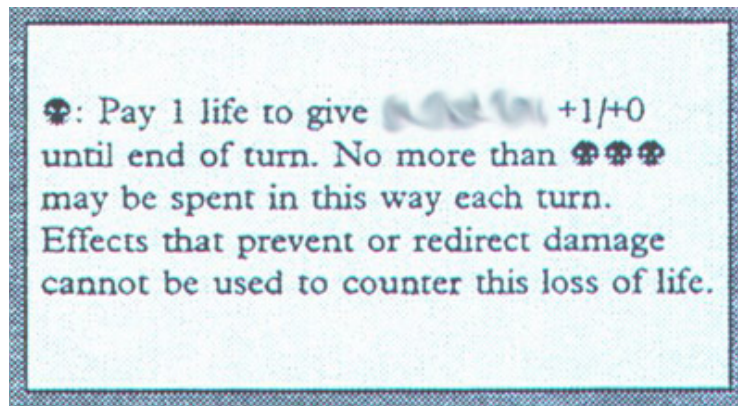 : Pay 1 life to give +1/+0
until end of turn. No more than
may be spent in this way each turn.
Effects that prevent or redirect damage
cannot be used to counter this loss of life.